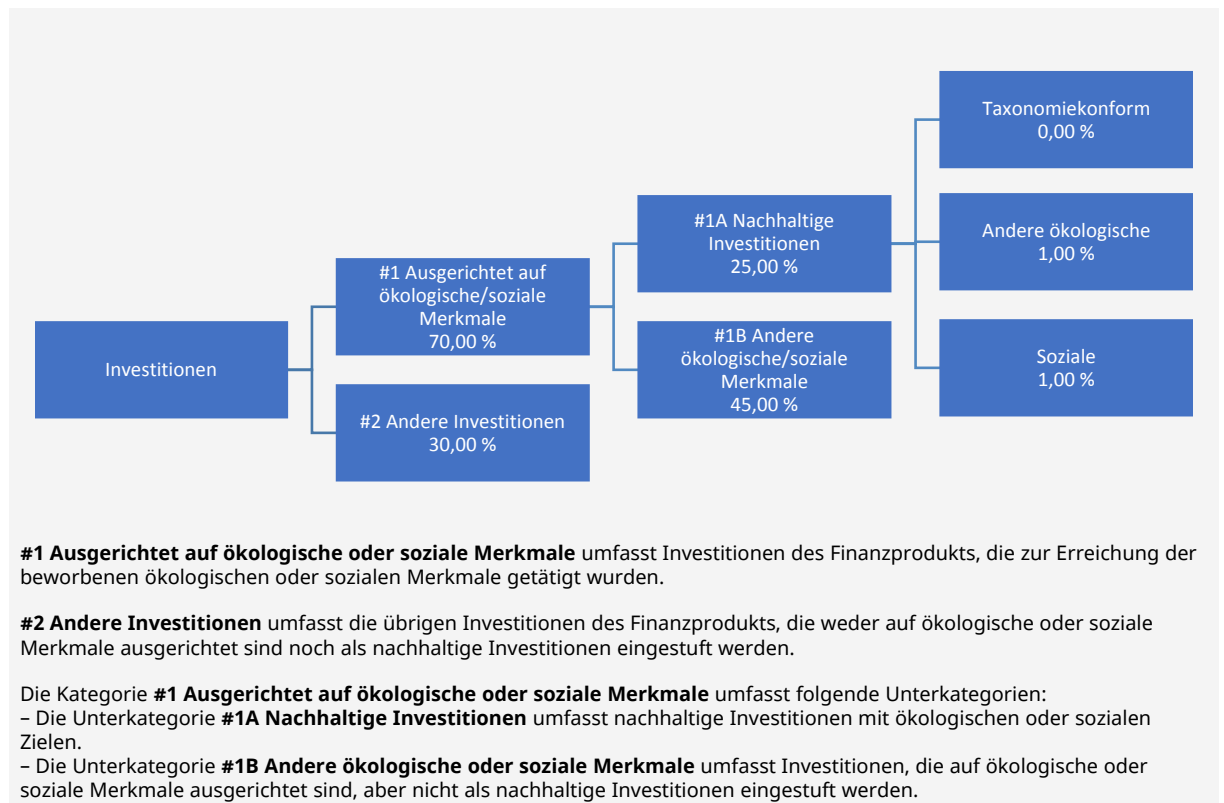 Taxonomiekonform
0,00 %
#1A Nachhaltige
Investitionen
25,00 %
Andere ökologische
1,00 %
#1 Ausgerichtet auf
ökologische/soziale
Merkmale
70,00 %
Investitionen
#1B Andere
ökologische/soziale
Merkmale
45,00 %
Soziale
1,00 %
#2 Andere Investitionen
30,00 %
#1 Ausgerichtet auf ökologische oder soziale Merkmale umfasst Investitionen des Finanzprodukts, die zur Erreichung der
beworbenen ökologischen oder sozialen Merkmale getätigt wurden.
#2 Andere Investitionen umfasst die übrigen Investitionen des Finanzprodukts, die weder auf ökologische oder soziale
Merkmale ausgerichtet sind noch als nachhaltige Investitionen eingestuft werden.
Die Kategorie #1 Ausgerichtet auf ökologische oder soziale Merkmale umfasst folgende Unterkategorien:
– Die Unterkategorie #1A Nachhaltige Investitionen umfasst nachhaltige Investitionen mit ökologischen oder sozialen
Zielen.
– Die Unterkategorie #1B Andere ökologische oder soziale Merkmale umfasst Investitionen, die auf ökologische oder
soziale Merkmale ausgerichtet sind, aber nicht als nachhaltige Investitionen eingestuft werden.